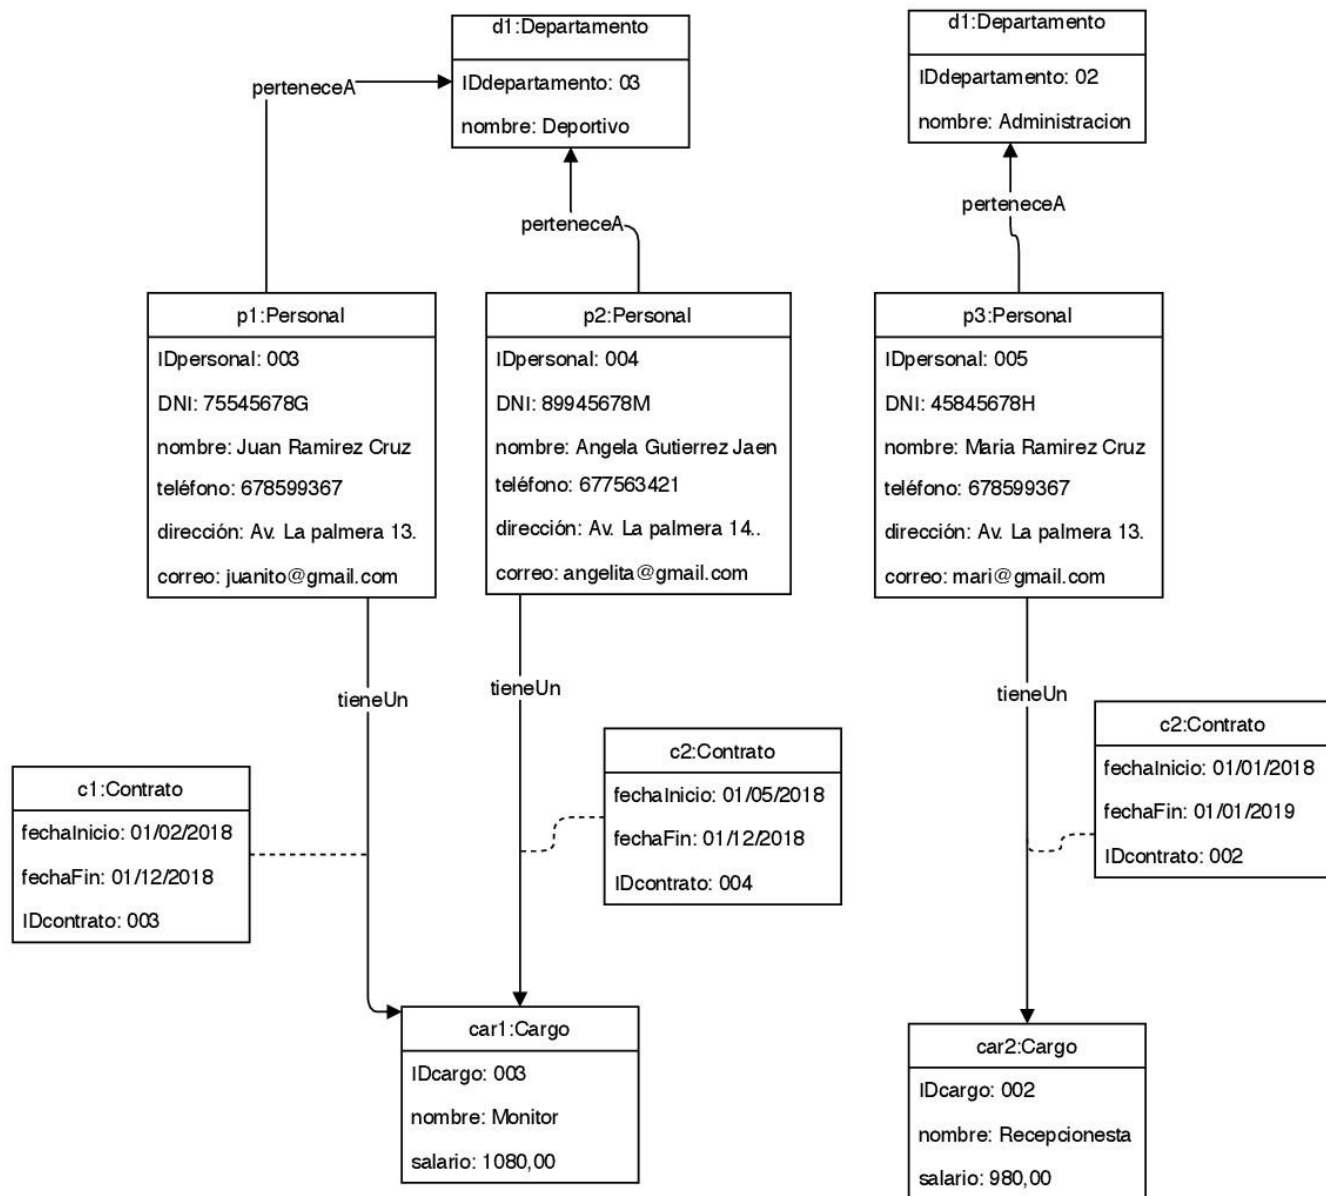 d1:Departamento
IDdepartamento: 03
nombre: Deportivo
d1:Departamento
IDdepartamento: 02
nombre: Administracion
perteneceA
perteneceA
perteneceA
p1:Personal
IDpersonal: 003
DNI: 75545678G
nombre: Juan Ramirez Cruz
teléfono: 678599367
dirección: Av. La palmera 13.
correo: juanito@gmail.com
p2:Personal
IDpersonal: 004
DNI: 89945678M
nombre: Angela Gutierrez Jaen
teléfono: 677563421
dirección: Av. La palmera 14..
correo: angelita@gmail.com
p3:Personal
IDpersonal: 005
DNI: 45845678H
nombre: Maria Ramirez Cruz
teléfono: 678599367
dirección: Av. La palmera 13.
correo: mari@gmail.com
tieneUn
tieneUn
tieneUn
c1:Contrato
fechaInicio: 01/02/2018
fechaFin: 01/12/2018
IDcontrato: 003
c2:Contrato
fechaInicio: 01/05/2018
fechaFin: 01/12/2018
IDcontrato: 004
c2:Contrato
fechaInicio: 01/01/2018
fechaFin: 01/01/2019
IDcontrato: 002
car1:Cargo
IDcargo: 003
nombre: Monitor
salario: 1080,00
car2:Cargo
IDcargo: 002
nombre: Recepcionesta
salario: 980,00